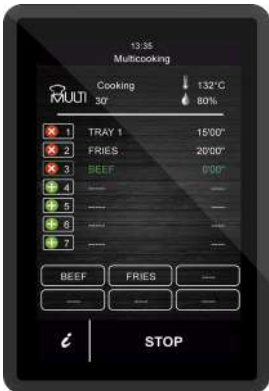 13:35
Multicooking
MULTI Cooking 132°C
30' 80%
1 TRAY 1 15'00"
2 FRIES 20'00"
3 BEEF 0'00"
4 ----- -----
5 ----- -----
6 ----- -----
7 ----- -----
BEEF FRIES ----
---- ---- ----
i STOP